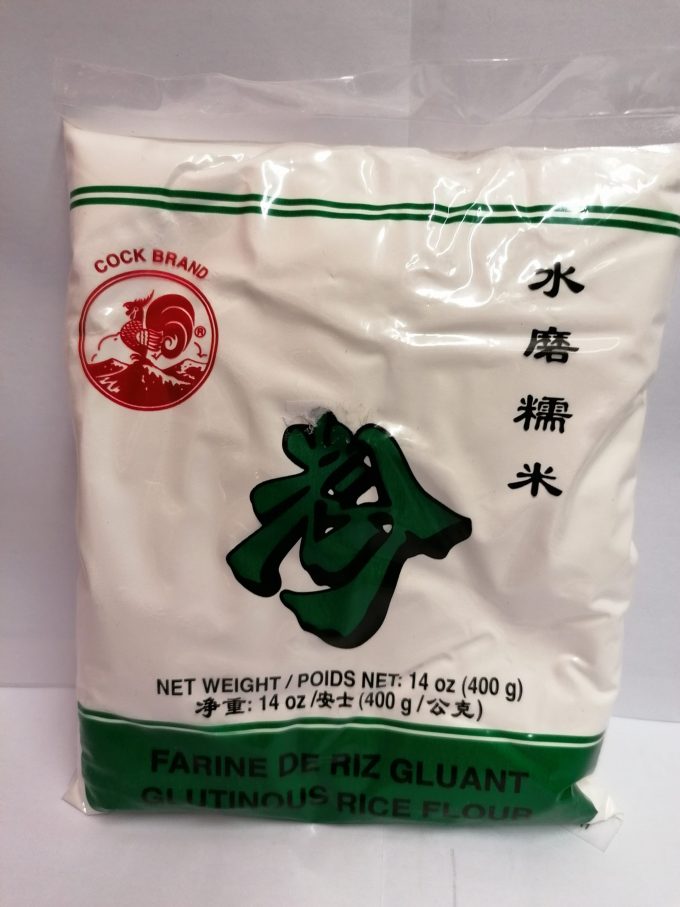 COCK BRAND
®
水磨糯米
粉
NET WEIGHT / POIDS NET: 14 oz (400 g)
净重: 14 oz /安士 (400 g /公克)
FARINE DE RIZ GLUANT
GLUTINOUS RICE FLOUR